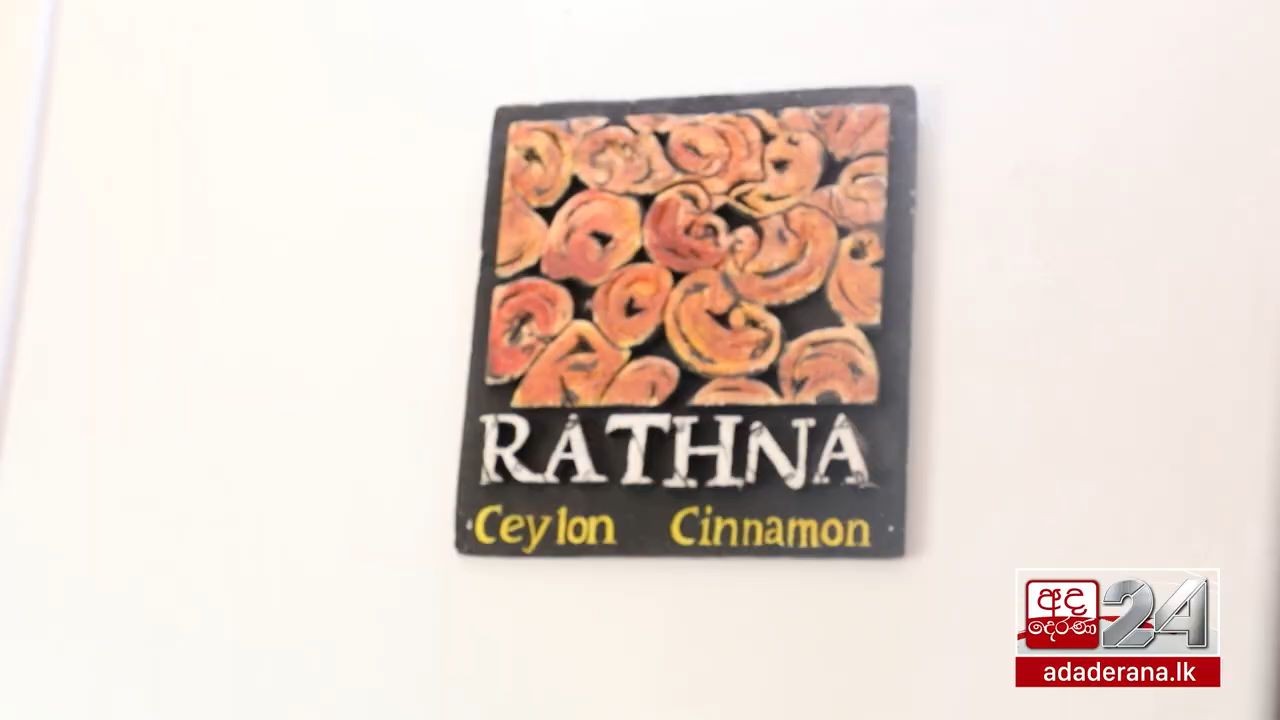 RATHNA
Ceylon Cinnamon
අද
දෙරණ
24
adaderana.lk